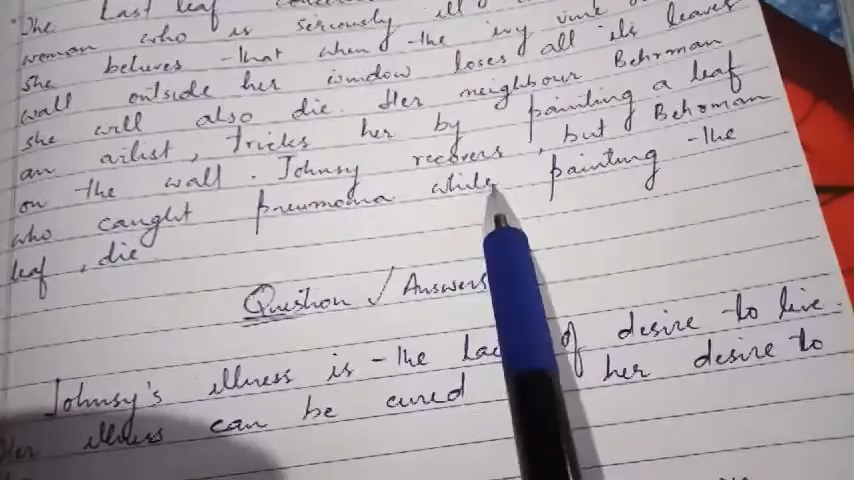 The Last leaf
woman who is seriously ill
She believes that when the ivy vine
wall outside her window loses all its leaves
she will also die. Her neighbour Behrman
an artist, tricks her by painting a leaf
on the wall. Johnsy recovers, but Behrman
who caught pneumonia while painting the
leaf, die
Question / Answers
Johnsy's illness is the lac of desire to live.
Her illness can be cured her desire to